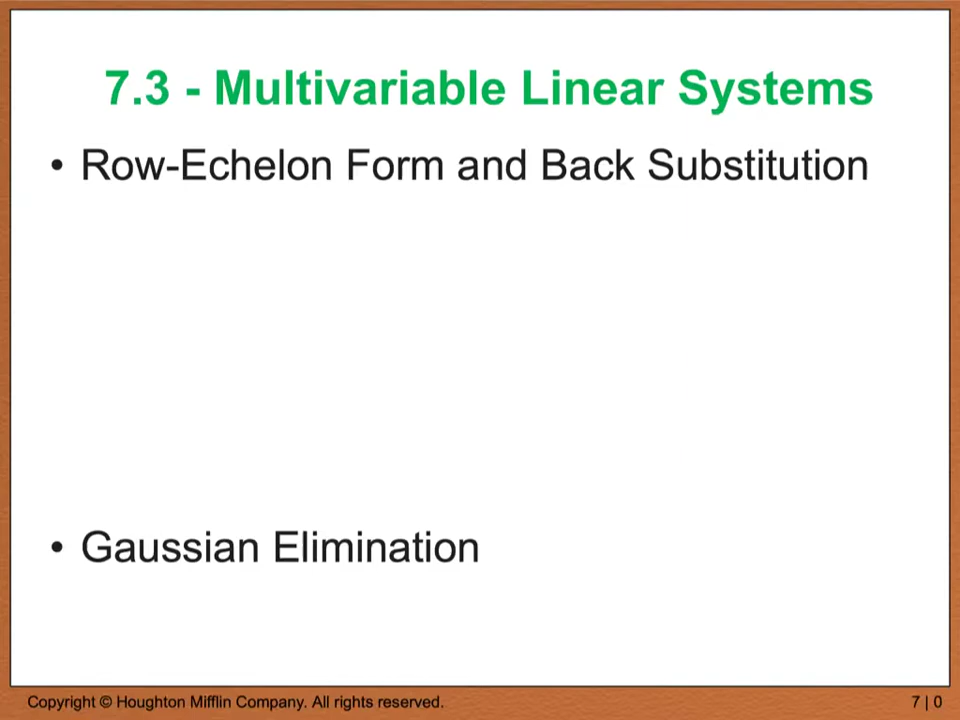 7.3 - Multivariable Linear Systems
• Row-Echelon Form and Back Substitution
• Gaussian Elimination
Copyright © Houghton Mifflin Company. All rights reserved.
7 | 0